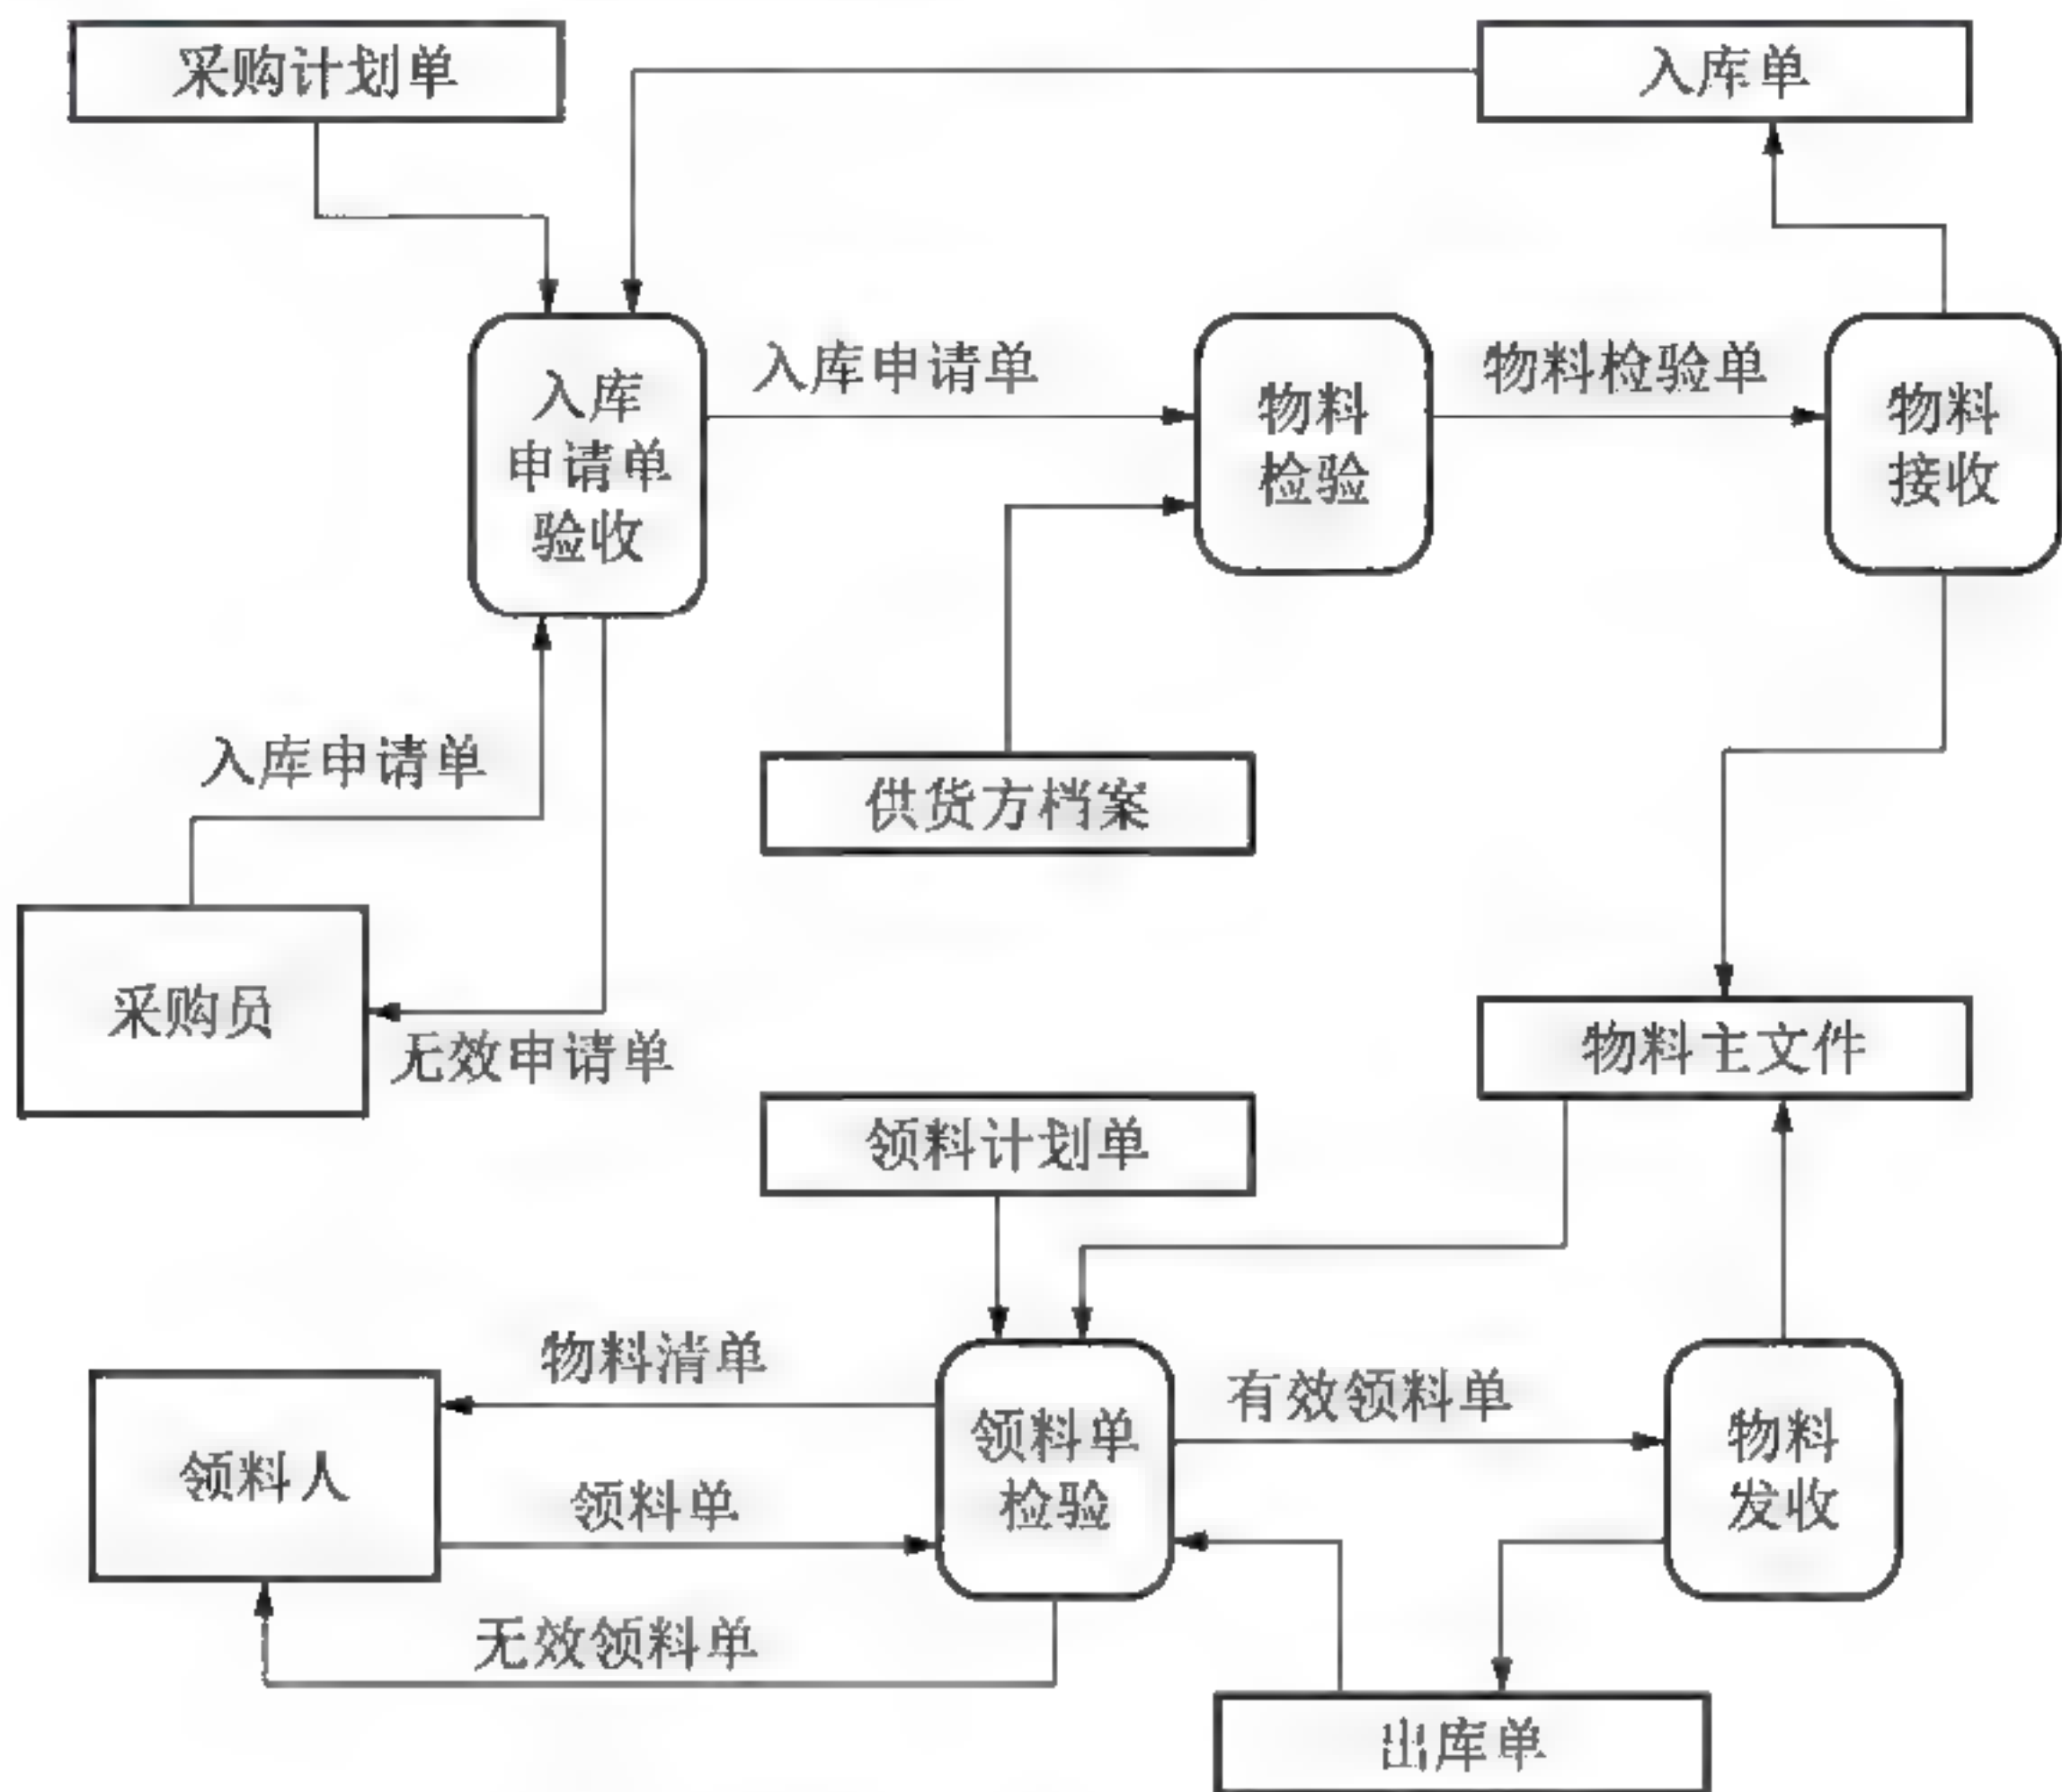 采购计划单
入库单
入库申请单
物料检验单
入库
申请单
验收
物料
检验
物料
接收
入库申请单
供货方档案
采购员
无效申请单
物料主文件
领料计划单
物料清单
有效领料单
领料人
领料单
检验
物料
发收
领料单
无效领料单
出库单